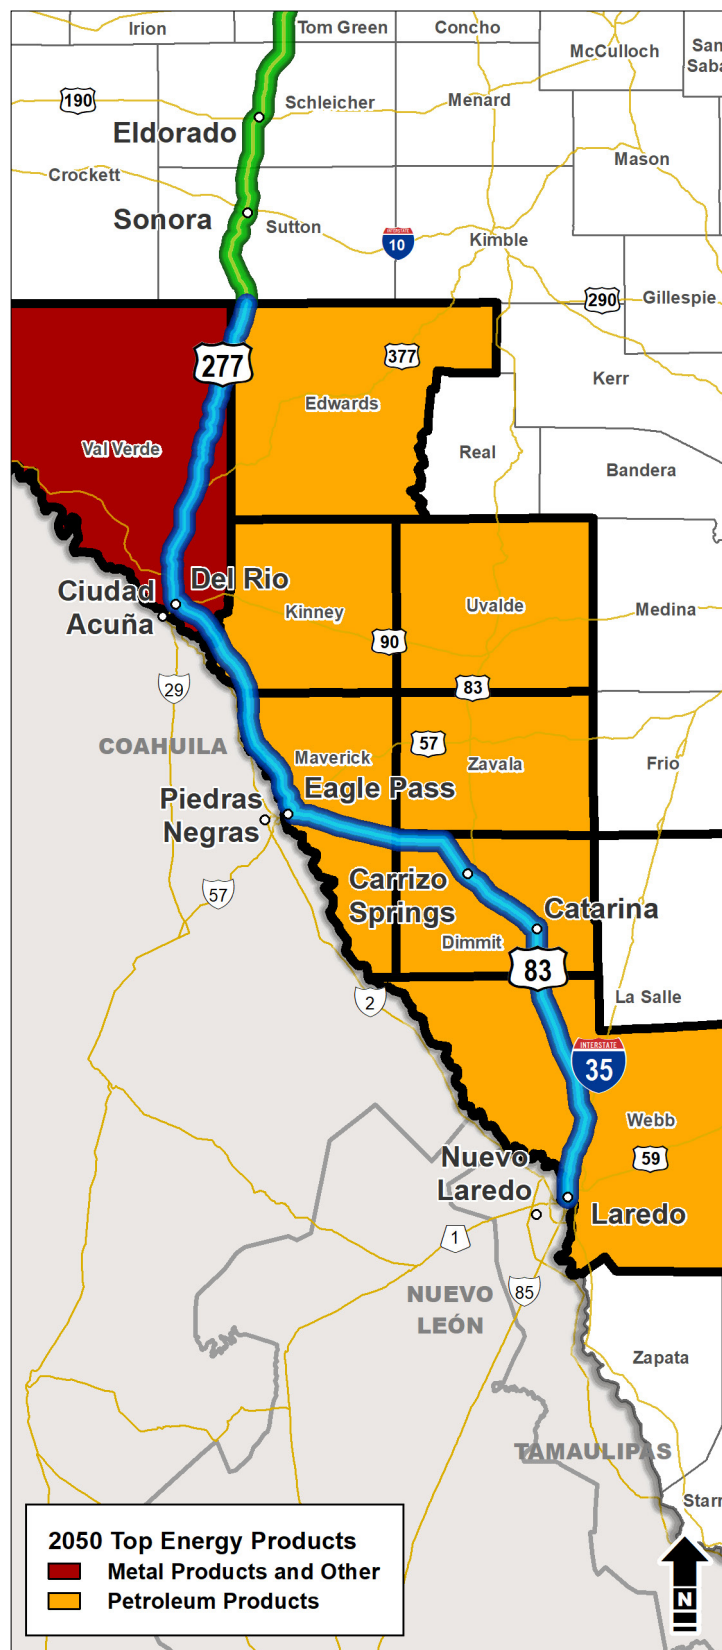 Irion
Tom Green
Concho
McCulloch
San
Saba
190
Schleicher
Menard
Eldorado
Mason
Crockett
Sonora
Sutton
INTERSTATE
10
Kimble
290
Gillespie
277
377
Kerr
Edwards
Val Verde
Real
Bandera
Del Rio
Ciudad
Acuña
Kinney
Uvalde
Medina
90
29
83
COAHUILA
57
Maverick
Zavala
Frio
Eagle Pass
Piedras
Negras
57
Carrizo
Springs
Catarina
Dimmit
83
2
La Salle
INTERSTATE
35
Webb
59
Nuevo
Laredo
Laredo
1
85
NUEVO
LEÓN
Zapata
TAMAULIPAS
Starr
2050 Top Energy Products
Metal Products and Other
Petroleum Products
N